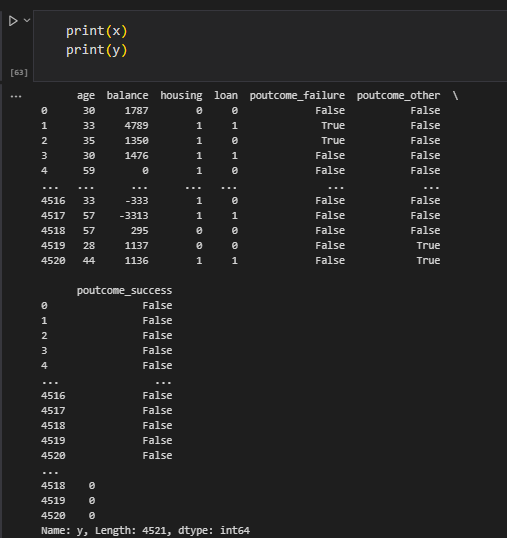 print(x)
print(y)
[63]
...
age balance housing loan poutcome_failure poutcome_other \
0 30 1787 0 0 False False
1 33 4789 1 1 True False
2 35 1350 1 0 True False
3 30 1476 1 1 False False
4 59 0 1 0 False False
... ... ... ... ... ... ...
4516 33 -333 1 0 False False
4517 57 -3313 1 1 False False
4518 57 295 0 0 False False
4519 28 1137 0 0 False True
4520 44 1136 1 1 False True
poutcome_success
0 False
1 False
2 False
3 False
4 False
... ...
4516 False
4517 False
4518 False
4519 False
4520 False
...
4518 0
4519 0
4520 0
Name: y, Length: 4521, dtype: int64